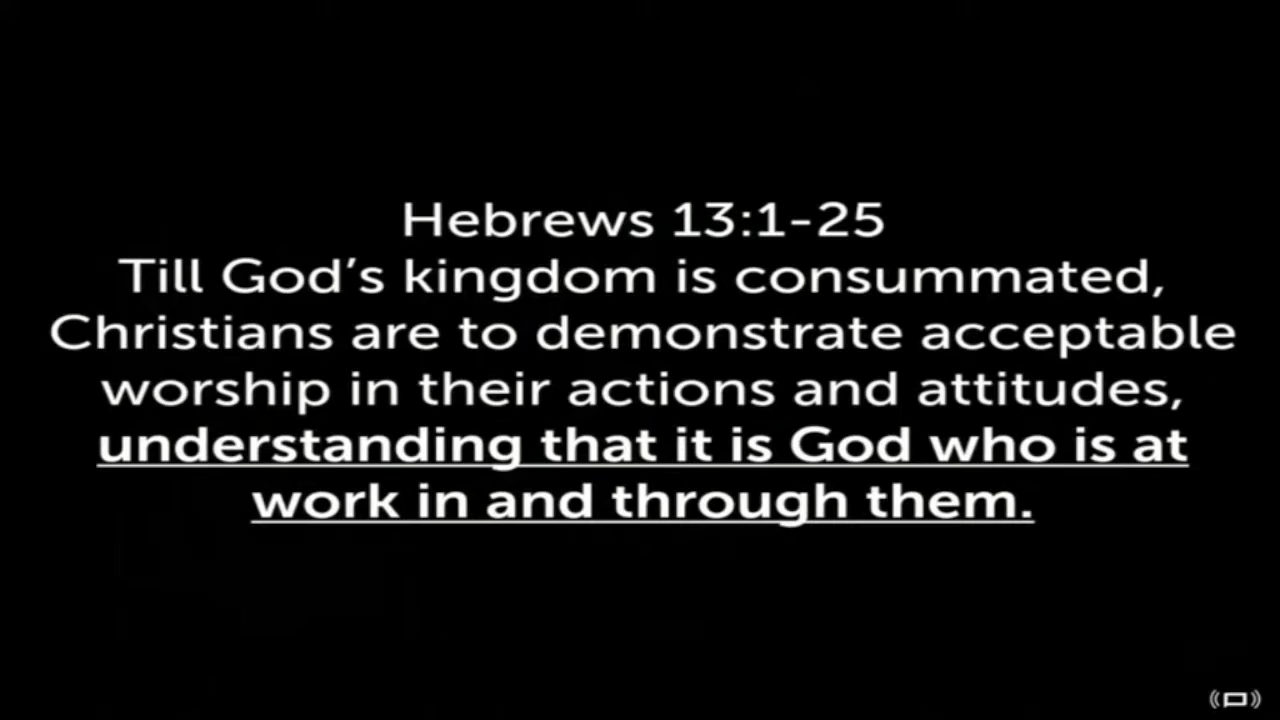 Hebrews 13:1-25
Till God’s kingdom is consummated,
Christians are to demonstrate acceptable
worship in their actions and attitudes,
understanding that it is God who is at
work in and through them.